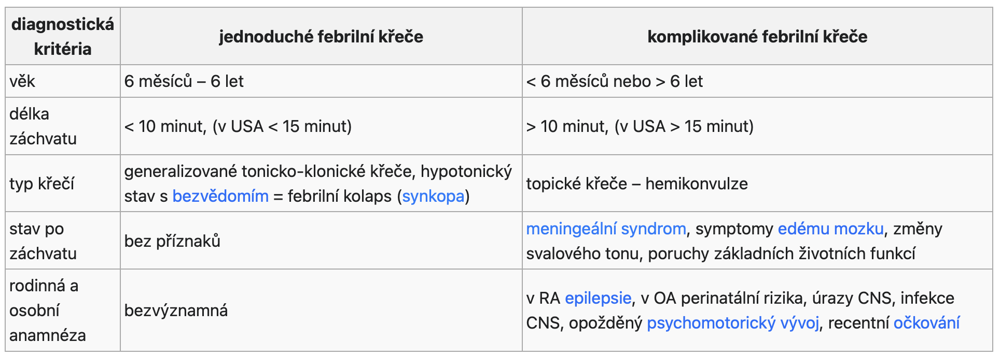 diagnostická
kritéria
jednoduché febrilní křeče
komplikované febrilní křeče
věk
6 měsíců – 6 let
< 6 měsíců nebo > 6 let
délka
záchvatu
< 10 minut, (v USA < 15 minut)
> 10 minut, (v USA > 15 minut)
typ křečí
generalizované tonicko-klonické křeče, hypotonický
stav s bezvědomím = febrilní kolaps (synkopa)
topické křeče – hemikonvulze
stav po
záchvatu
bez příznaků
meningeální syndrom, symptomy edému mozku, změny
svalového tonu, poruchy základních životních funkcí
rodinná a
osobní
anamnéza
bezvýznamná
v RA epilepsie, v OA perinatální rizika, úrazy CNS, infekce
CNS, opožděný psychomotorický vývoj, recentní očkování